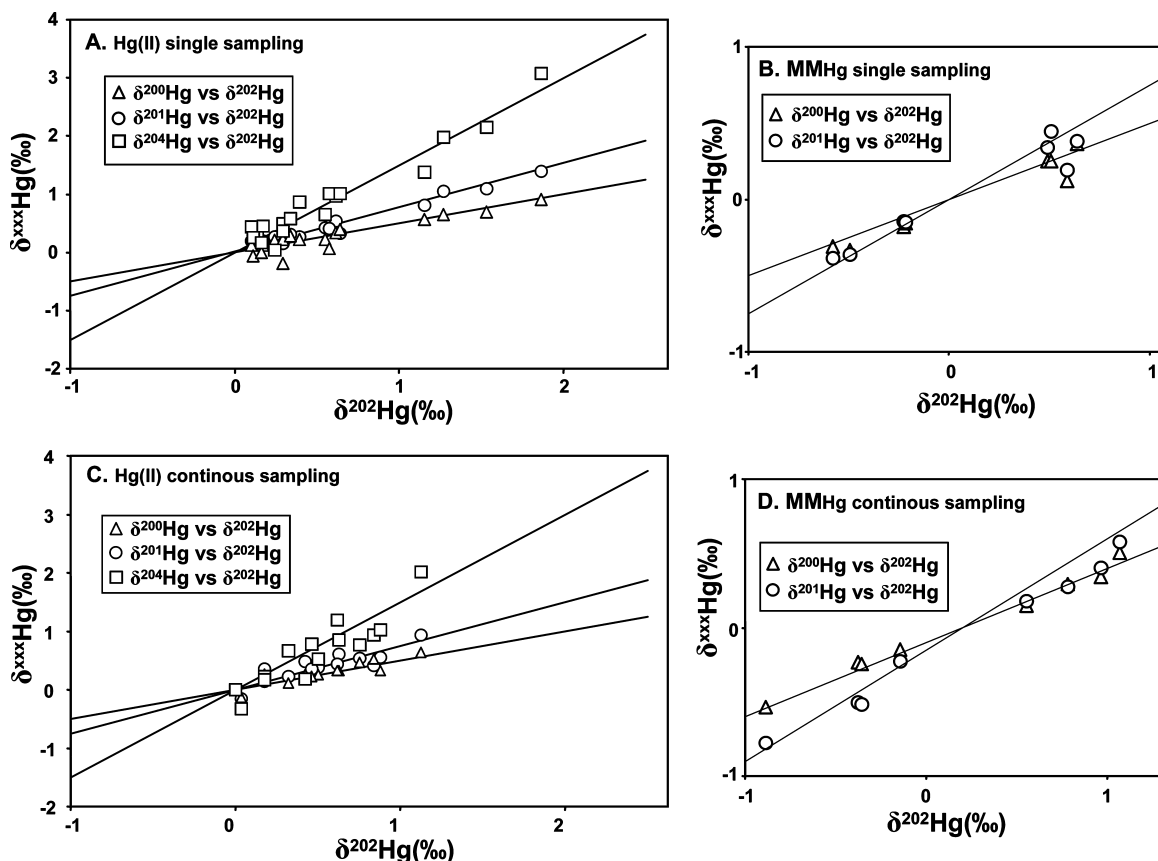 A. Hg(II) single sampling
δ²⁰⁰Hg vs δ²⁰²Hg
δ²⁰¹Hg vs δ²⁰²Hg
δ²⁰⁴Hg vs δ²⁰²Hg
δˣˣˣHg(‰)
4
3
2
1
0
-1
-2
-1
0
1
2
δ²⁰²Hg(‰)
B. MMHg single sampling
δ²⁰⁰Hg vs δ²⁰²Hg
δ²⁰¹Hg vs δ²⁰²Hg
δˣˣˣHg(‰)
1
0
-1
-1
0
1
δ²⁰²Hg(‰)
C. Hg(II) continous sampling
δ²⁰⁰Hg vs δ²⁰²Hg
δ²⁰¹Hg vs δ²⁰²Hg
δ²⁰⁴Hg vs δ²⁰²Hg
δˣˣˣHg(‰)
4
3
2
1
0
-1
-2
-1
0
1
2
δ²⁰²Hg(‰)
D. MMHg continous sampling
δ²⁰⁰Hg vs δ²⁰²Hg
δ²⁰¹Hg vs δ²⁰²Hg
δˣˣˣHg(‰)
1
0
-1
-1
0
1
δ²⁰²Hg(‰)